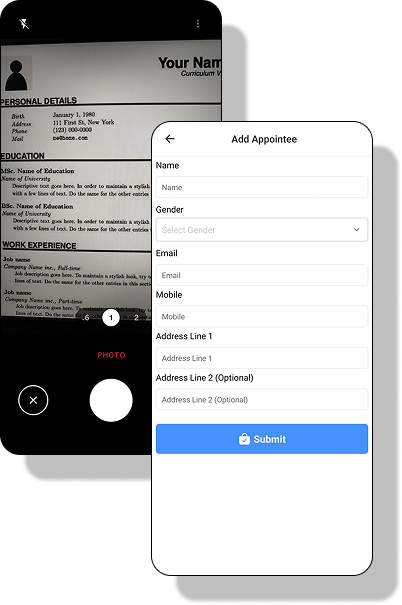 Your Nam
Curriculum V
PERSONAL DETAILS
Birth January 1, 1980
Address 111 First St, New York
Phone (123) 000-0000
Mail me@home.com
EDUCATION
MSc. Name of Education
Name of University
Descriptive text goes here. In order to maintain a stylish
with a few lines of text. Do the same for the other entries
BSc. Name of Education
Name of University
Descriptive text goes here. In order to maintain a stylish
with a few lines of text. Do the same for the other entries
WORK EXPERIENCE
Job name
Company Name inc., Full-time
Job description goes here. To maintain a stylish look, try t
lines of text. Do the same for the other entries in this secti
Job name
Company Name inc., Part-time
Job description goes here. To maintain a stylish look, try to
lines of text. Do the same for the
.6 1 2
PHOTO
Add Appointee
Name
Name
Gender
Select Gender
Email
Email
Mobile
Mobile
Address Line 1
Address Line 1
Address Line 2 (Optional)
Address Line 2 (Optional)
Submit